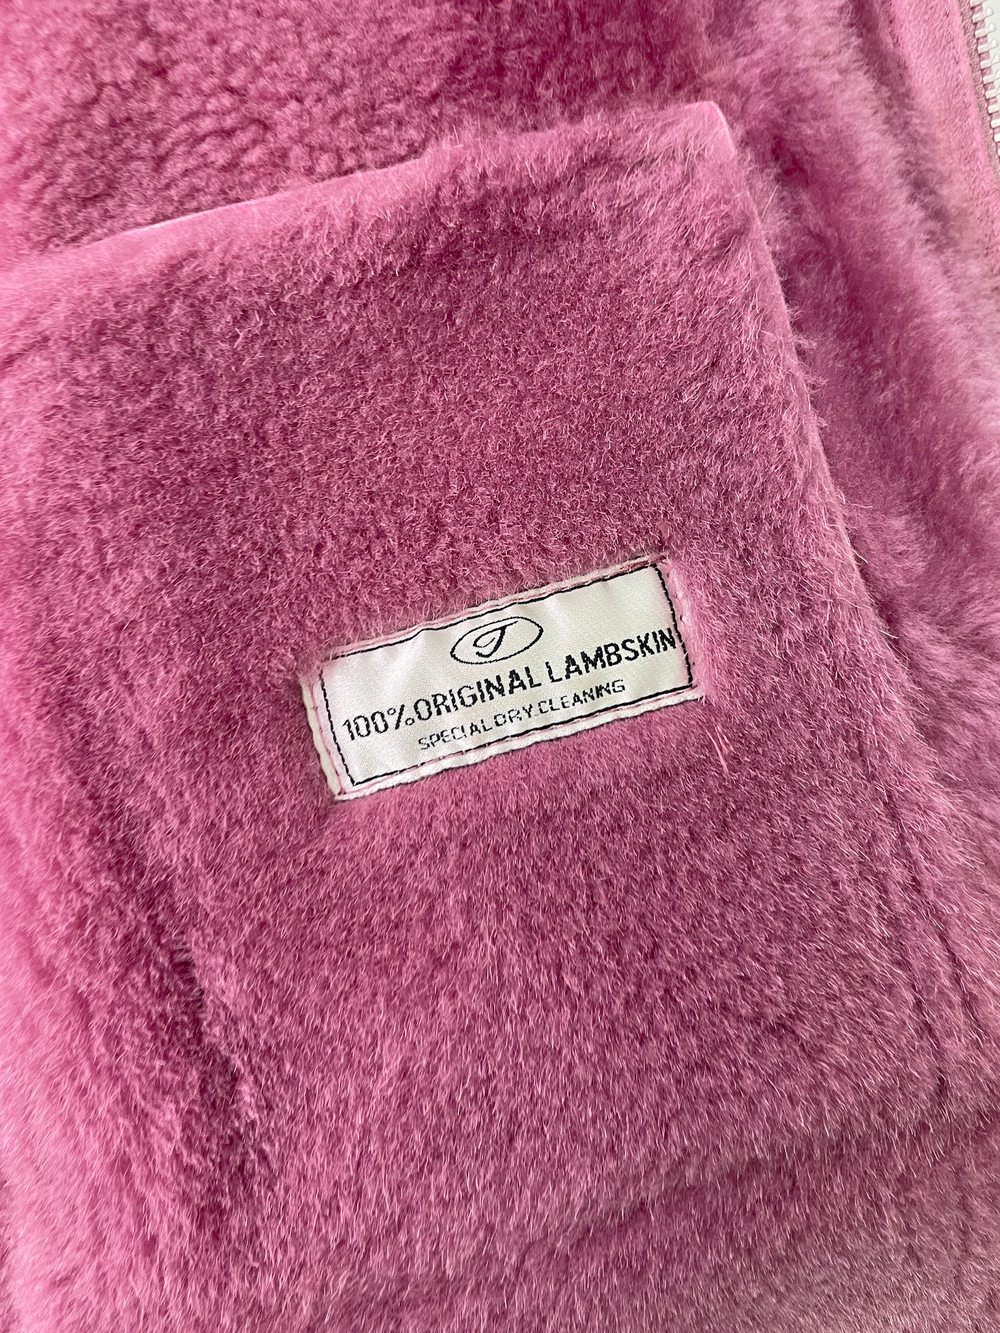 T
100% ORIGINAL LAMBSKIN
SPECIAL DRY.CLEANING